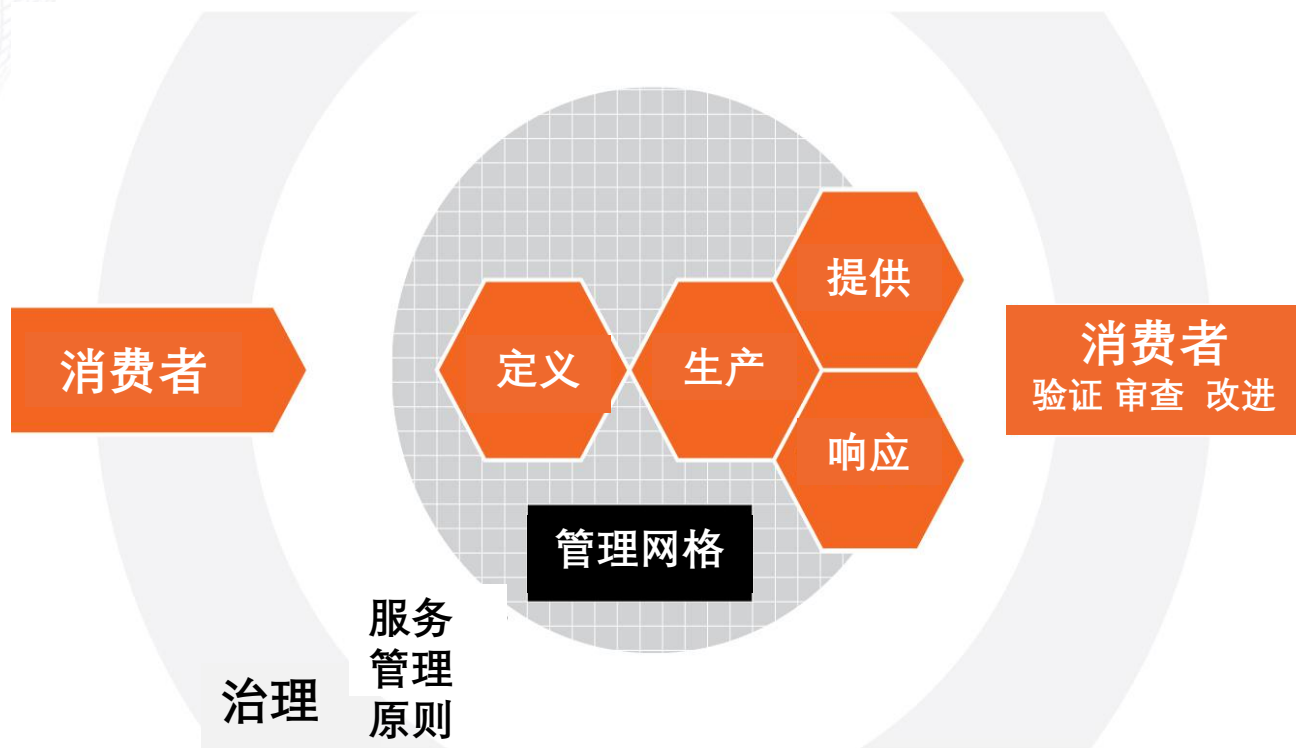 消费者
定义
生产
提供
响应
消费者
验证 审查 改进
管理网格
服务
管理
原则
治理